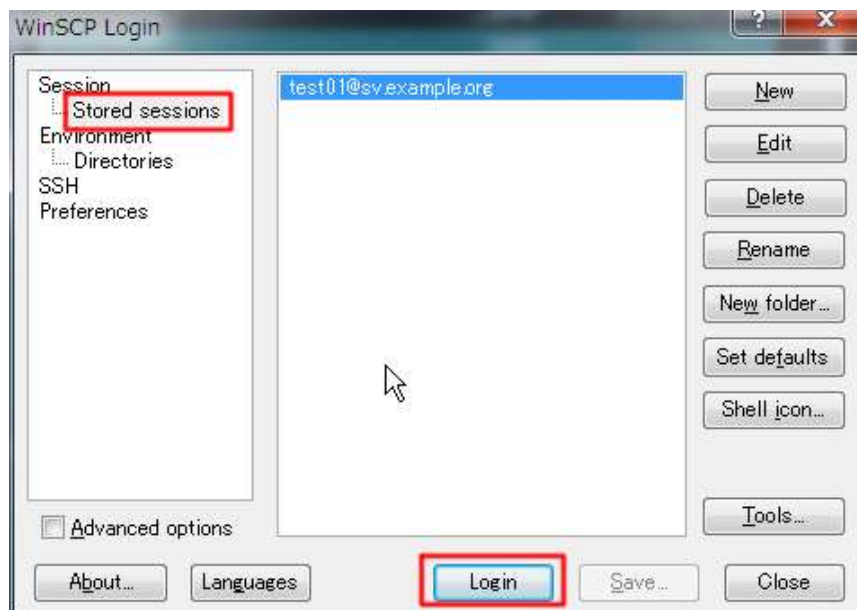 WinSCP Login
?
X
Session
Stored sessions
Environment
Directories
SSH
Preferences
Advanced options
test01@sv.example.org
New
Edit
Delete
Rename
New folder...
Set defaults
Shell icon...
Tools...
About...
Languages
Login
Save...
Close